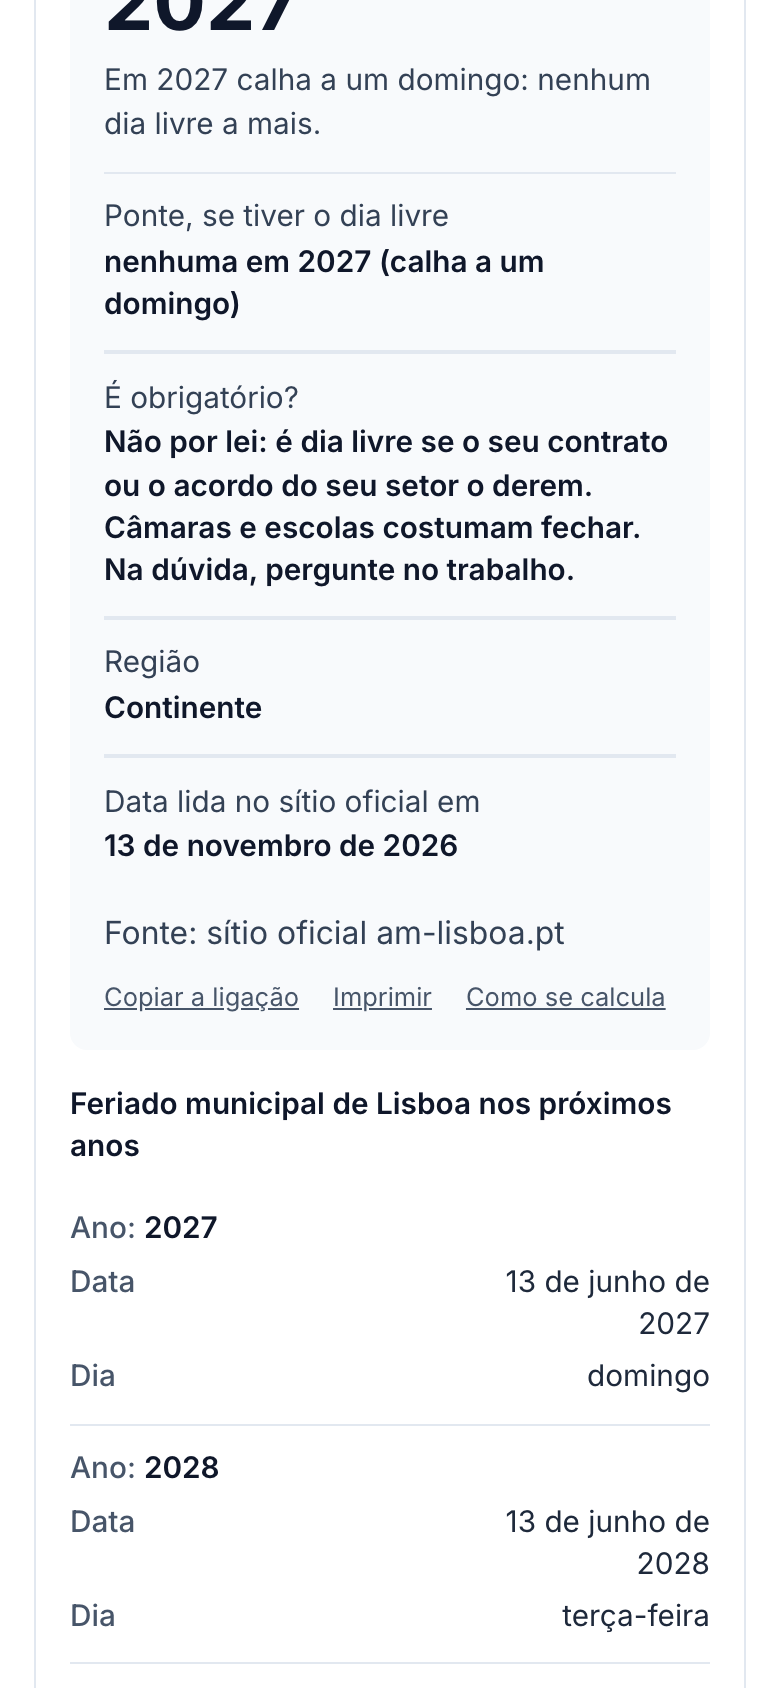 2027
Em 2027 calha a um domingo: nenhum
dia livre a mais.
Ponte, se tiver o dia livre
nenhuma em 2027 (calha a um
domingo)
É obrigatório?
Não por lei: é dia livre se o seu contrato
ou o acordo do seu setor o derem.
Câmaras e escolas costumam fechar.
Na dúvida, pergunte no trabalho.
Região
Continente
Data lida no sítio oficial em
13 de novembro de 2026
Fonte: sítio oficial am-lisboa.pt
Copiar a ligação Imprimir Como se calcula
Feriado municipal de Lisboa nos próximos
anos
Ano: 2027
Data 13 de junho de
2027
Dia domingo
Ano: 2028
Data 13 de junho de
2028
Dia terça-feira